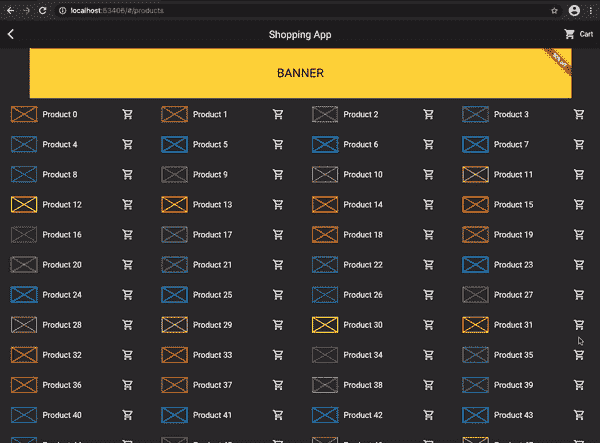 localhost:63406/#/products
Shopping App
Cart
BANNER
Product 0
Product 1
Product 2
Product 3
Product 4
Product 5
Product 6
Product 7
Product 8
Product 9
Product 10
Product 11
Product 12
Product 13
Product 14
Product 15
Product 16
Product 17
Product 18
Product 19
Product 20
Product 21
Product 22
Product 23
Product 24
Product 25
Product 26
Product 27
Product 28
Product 29
Product 30
Product 31
Product 32
Product 33
Product 34
Product 35
Product 36
Product 37
Product 38
Product 39
Product 40
Product 41
Product 42
Product 43